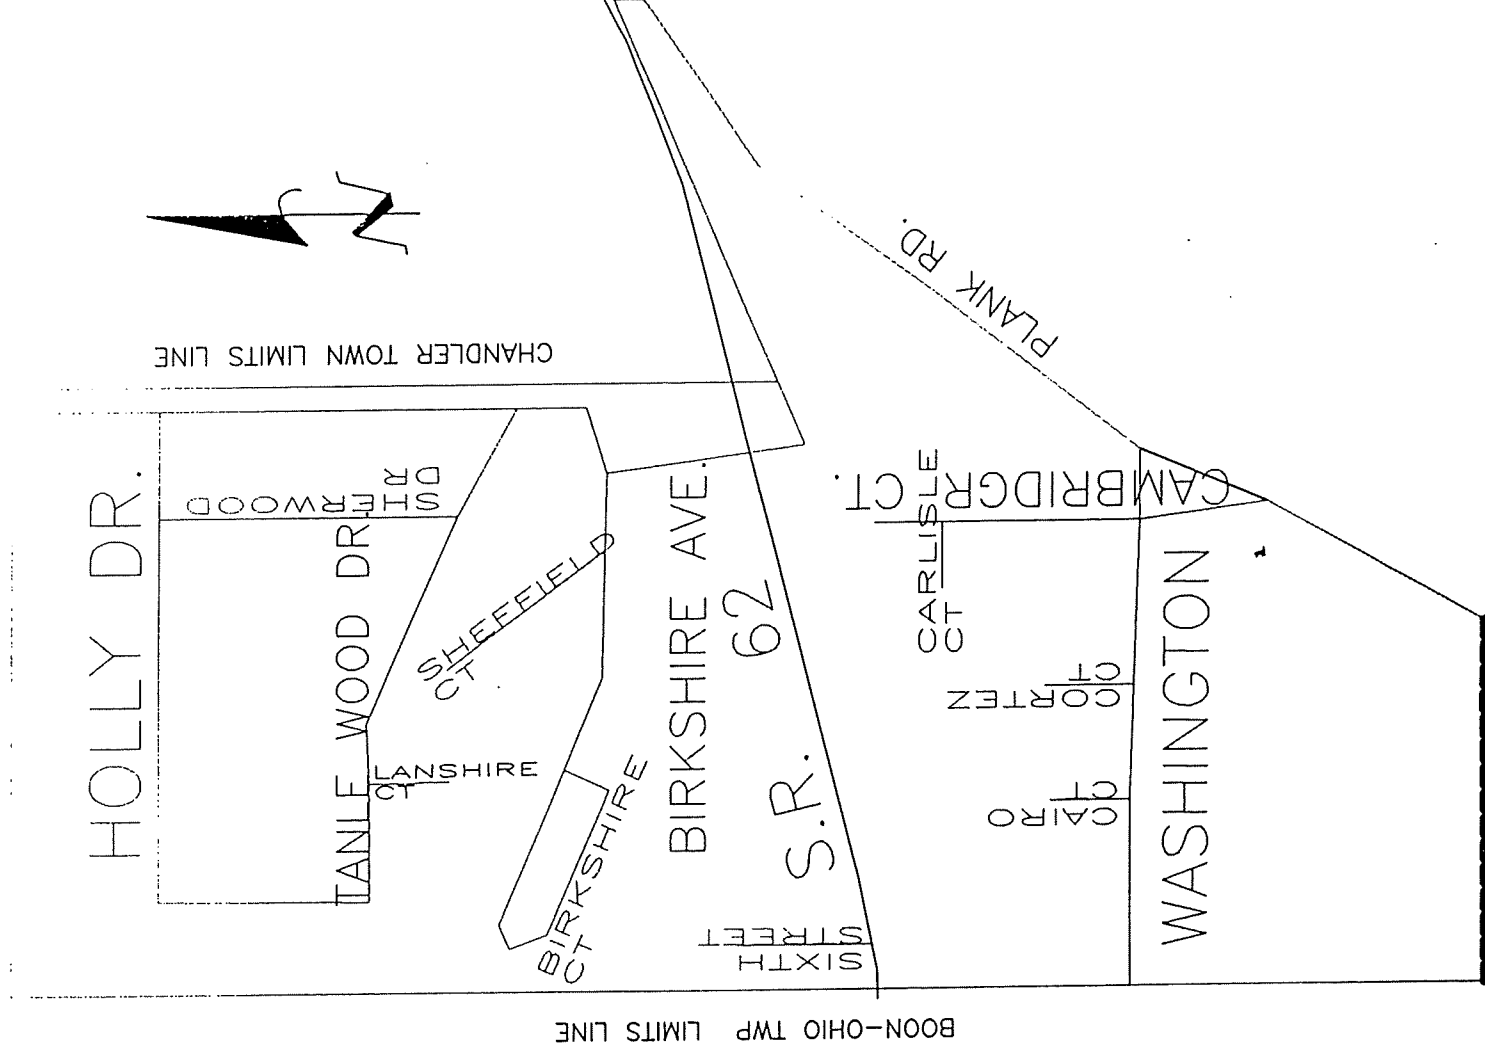 CHANDLER TOWN LIMITS LINE
PLANK RD.
HOLLY DR.
SHERWOOD
DR
TANLE WOOD DR.
SHEFFIELD
CT
LANSHIRE
CT
BIRKSHIRE
CT
BIRKSHIRE AVE.
S.R. 62
SIXTH
STREET
CAMBRIDGR CT.
CARLISLE
CT
CORTEZ
CT
CAIRO
CT
WASHINGTON
BOON-OHIO TWP LIMITS LINE
N